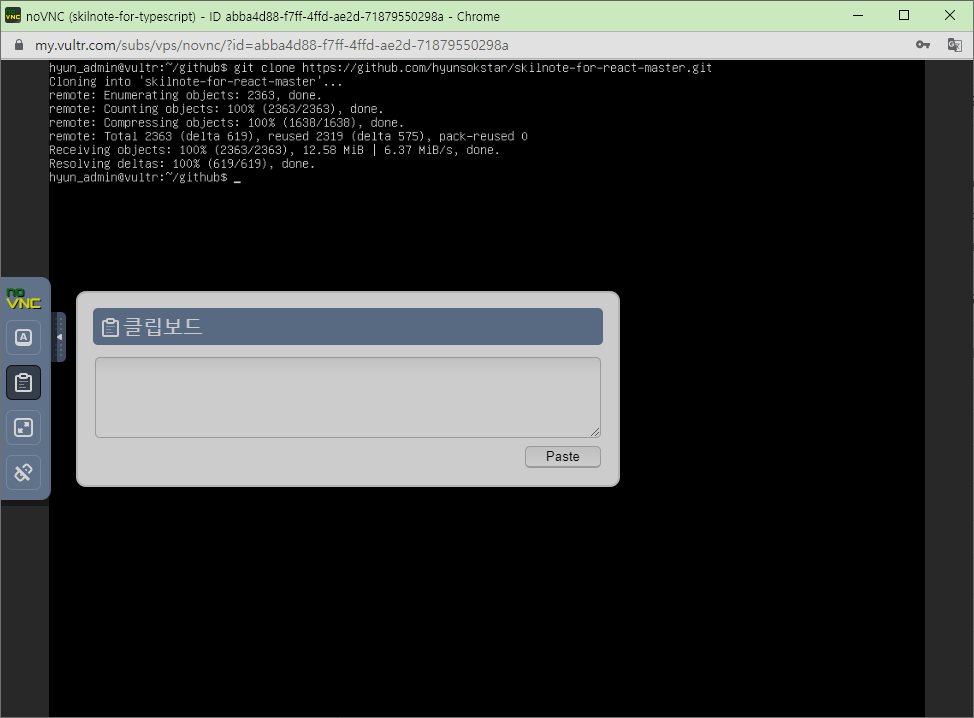 noVNC (skilnote-for-typescript) - ID abba4d88-f7ff-4ffd-ae2d-71879550298a - Chrome
my.vultr.com/subs/vps/novnc/?id=abba4d88-f7ff-4ffd-ae2d-71879550298a
hyun_admin@vultr:~/github$ git clone https://github.com/hyunsokstar/skilnote-for-react-master.git
Cloning into 'skilnote-for-react-master'...
remote: Enumerating objects: 2363, done.
remote: Counting objects: 100% (2363/2363), done.
remote: Compressing objects: 100% (1638/1638), done.
remote: Total 2363 (delta 619), reused 2319 (delta 575), pack-reused 0
Receiving objects: 100% (2363/2363), 12.58 MiB | 6.37 MiB/s, done.
Resolving deltas: 100% (619/619), done.
hyun_admin@vultr:~/github$ _
no
VNC
A
클립보드
Paste